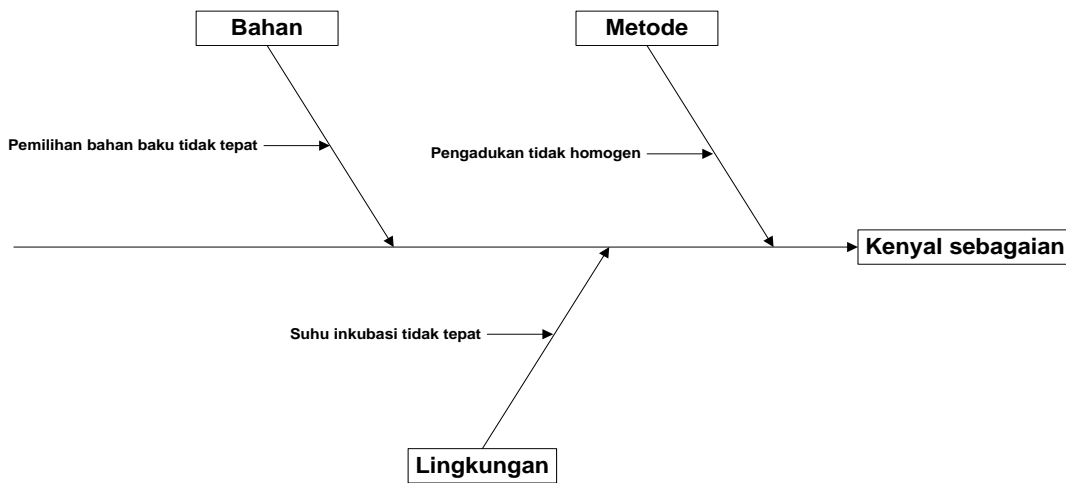 Bahan
Metode
Pemilihan bahan baku tidak tepat
Pengadukan tidak homogen
Kenyal sebagaian
Suhu inkubasi tidak tepat
Lingkungan